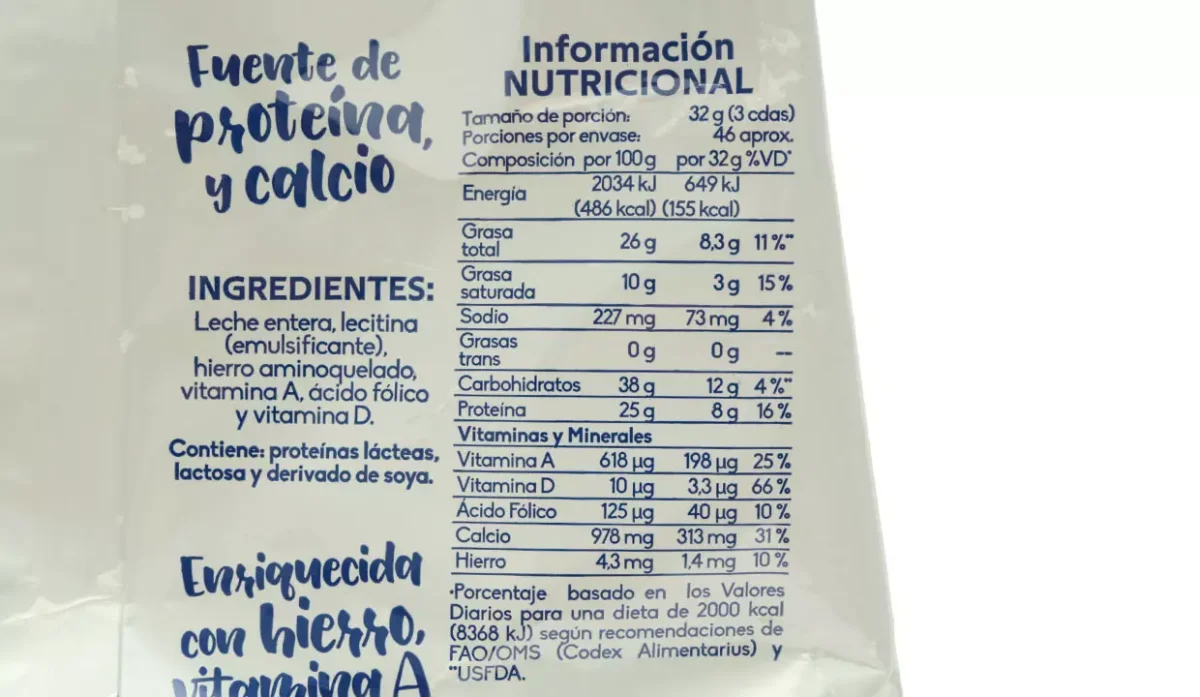 Fuente de
proteína,
y calcio
INGREDIENTES:
Leche entera, lecitina
(emulsificante),
hierro aminoquelado,
vitamina A, ácido fólico
y vitamina D.
Contiene: proteínas lácteas,
lactosa y derivado de soya.
Enriquecida
con hierro,
vitamina A
Información
NUTRICIONAL
Tamaño de porción: 32 g (3 cdas)
Porciones por envase: 46 aprox.
Composición por 100g por 32g %VD*
Energía 2034 kJ 649 kJ
(486 kcal) (155 kcal)
Grasa
total 26 g 8,3 g 11 %**
Grasa
saturada 10 g 3 g 15 %
Sodio 227 mg 73 mg 4 %
Grasas
trans 0 g 0 g --
Carbohidratos 38 g 12 g 4 %**
Proteína 25 g 8 g 16 %
Vitaminas y Minerales
Vitamina A 618 µg 198 µg 25 %
Vitamina D 10 µg 3,3 µg 66 %
Ácido Fólico 125 µg 40 µg 10 %
Calcio 978 mg 313 mg 31 %
Hierro 4,3 mg 1,4 mg 10 %
*Porcentaje basado en los Valores
Diarios para una dieta de 2000 kcal
(8368 kJ) según recomendaciones de
FAO/OMS (Codex Alimentarius) y
**USFDA.